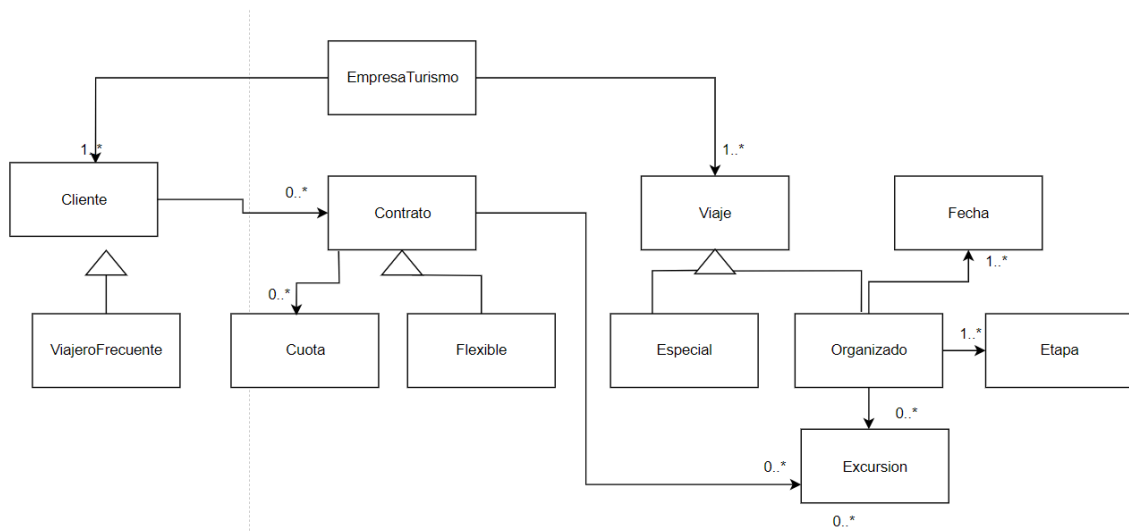 EmpresaTurismo
1..*
1..*
Cliente
0..*
Contrato
Viaje
Fecha
1..*
0..*
ViajeroFrecuente
Cuota
Flexible
Especial
Organizado
1..*
Etapa
0..*
0..*
Excursion
0..*